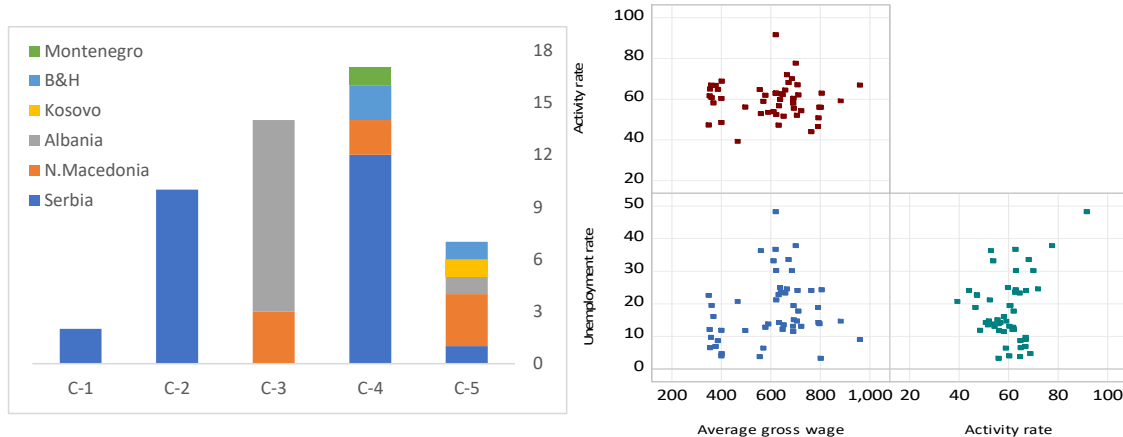 Montenegro
B&H
Kosovo
Albania
N.Macedonia
Serbia
18
15
12
9
6
3
0
C-1 C-2 C-3 C-4 C-5
Activity rate
100
80
60
40
20
Unemployment rate
50
40
30
20
10
0
200 400 600 800 1,000 20 40 60 80 100
Average gross wage Activity rate